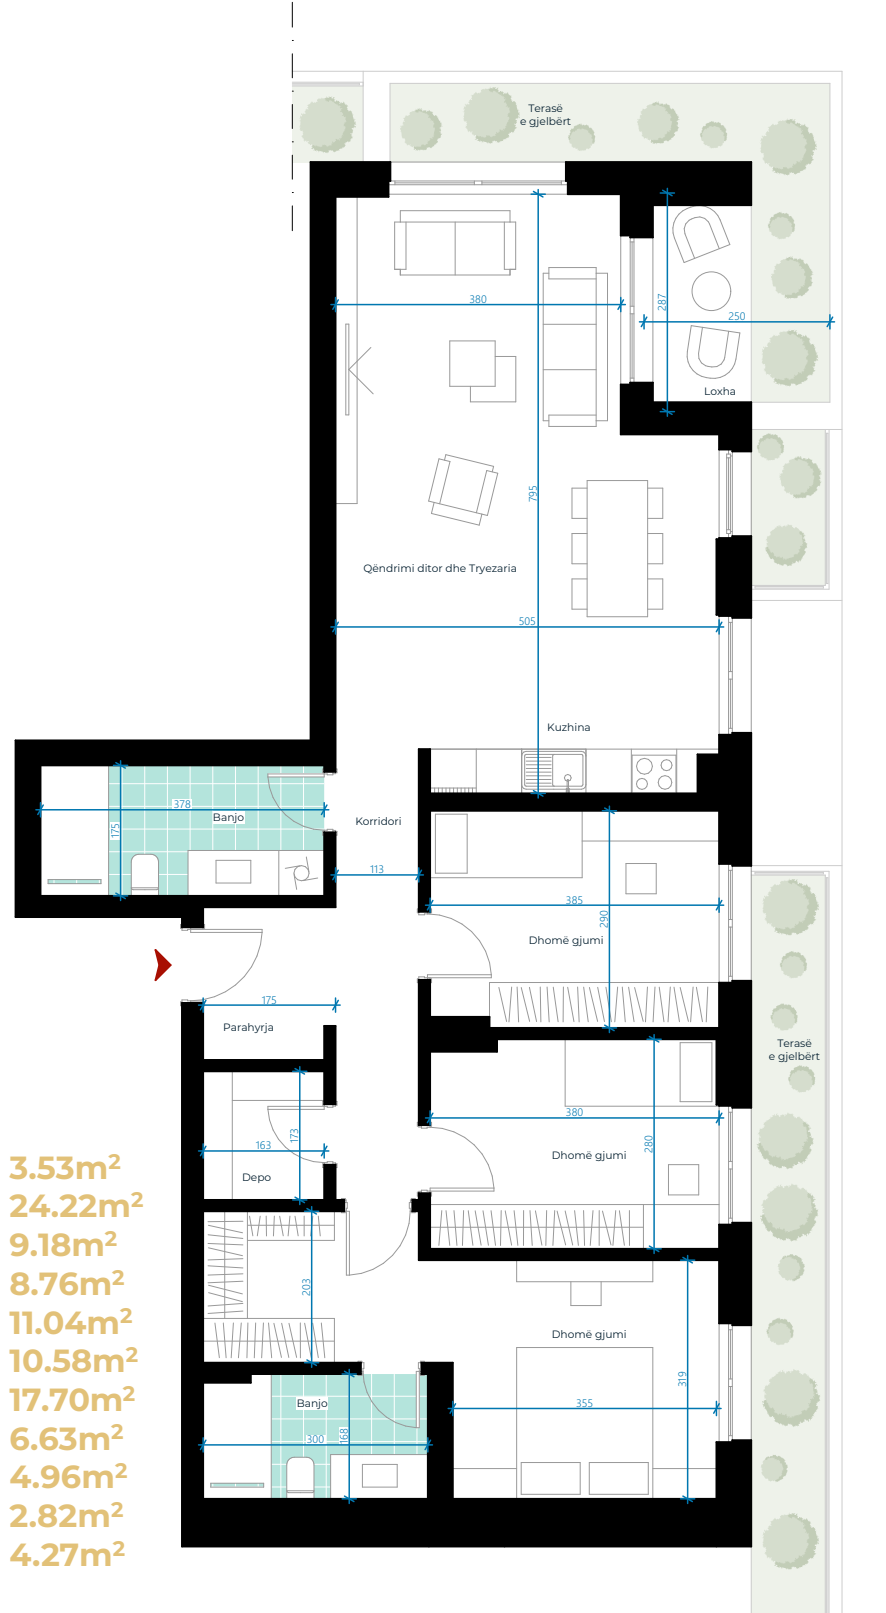 Terasë
e gjelbërt
380
287
250
Loxha
795
Qëndrimi ditor dhe Tryezaria
505
Kuzhina
378
175
Banjo
Korridori
113
385
290
Dhomë gjumi
175
Parahyrja
Terasë
e gjelbërt
380
280
163
173
Dhomë gjumi
Depo
203
Dhomë gjumi
319
355
Banjo
300
168
3.53m²
24.22m²
9.18m²
8.76m²
11.04m²
10.58m²
17.70m²
6.63m²
4.96m²
2.82m²
4.27m²